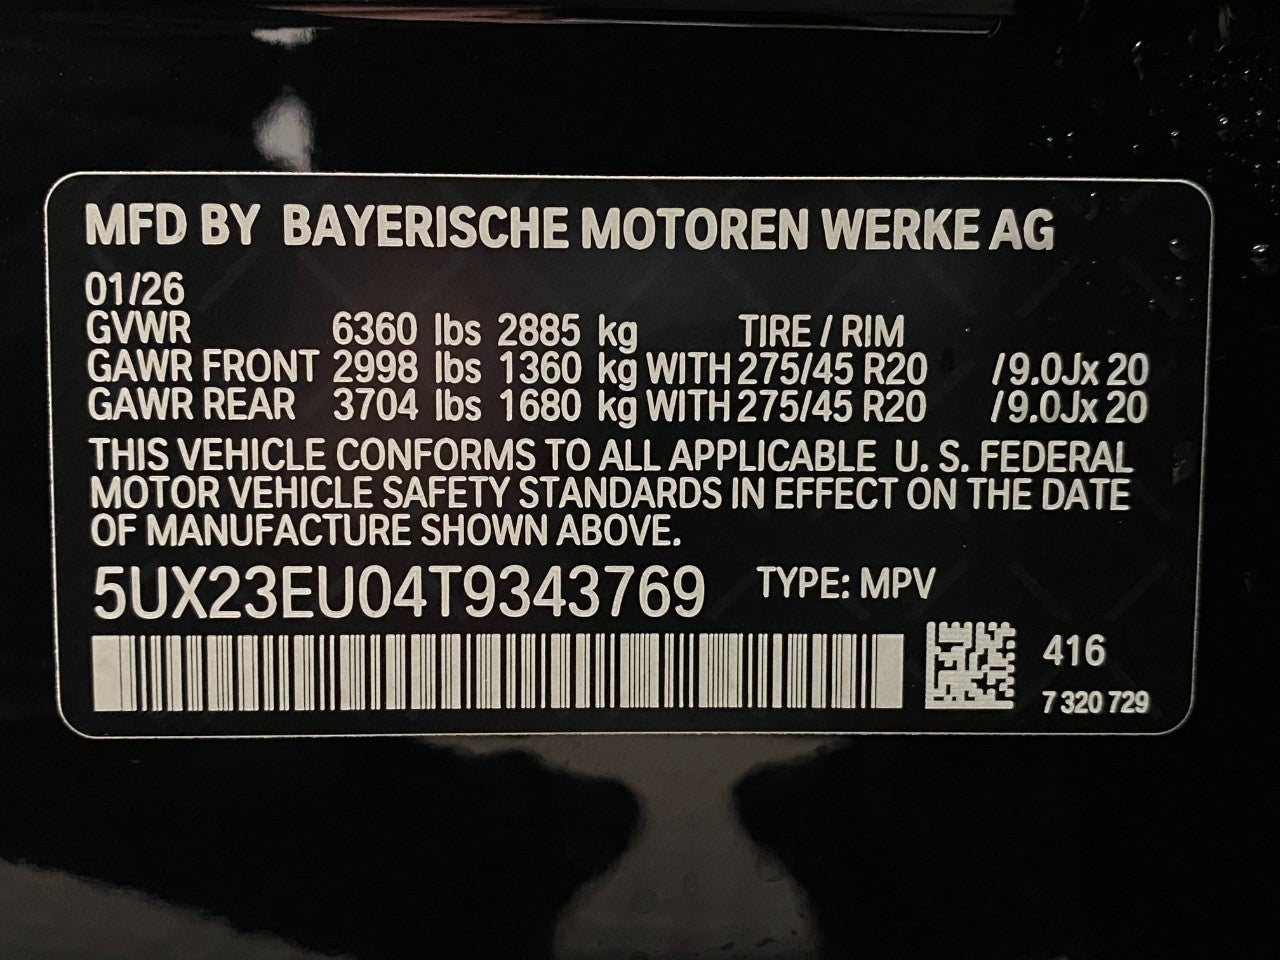 MFD BY BAYERISCHE MOTOREN WERKE AG
01/26
GVWR 6360 lbs 2885 kg TIRE / RIM
GAWR FRONT 2998 lbs 1360 kg WITH 275/45 R20 /9.0Jx 20
GAWR REAR 3704 lbs 1680 kg WITH 275/45 R20 /9.0Jx 20
THIS VEHICLE CONFORMS TO ALL APPLICABLE U. S. FEDERAL
MOTOR VEHICLE SAFETY STANDARDS IN EFFECT ON THE DATE
OF MANUFACTURE SHOWN ABOVE.
5UX23EU04T9343769 TYPE: MPV
416
7 320 729